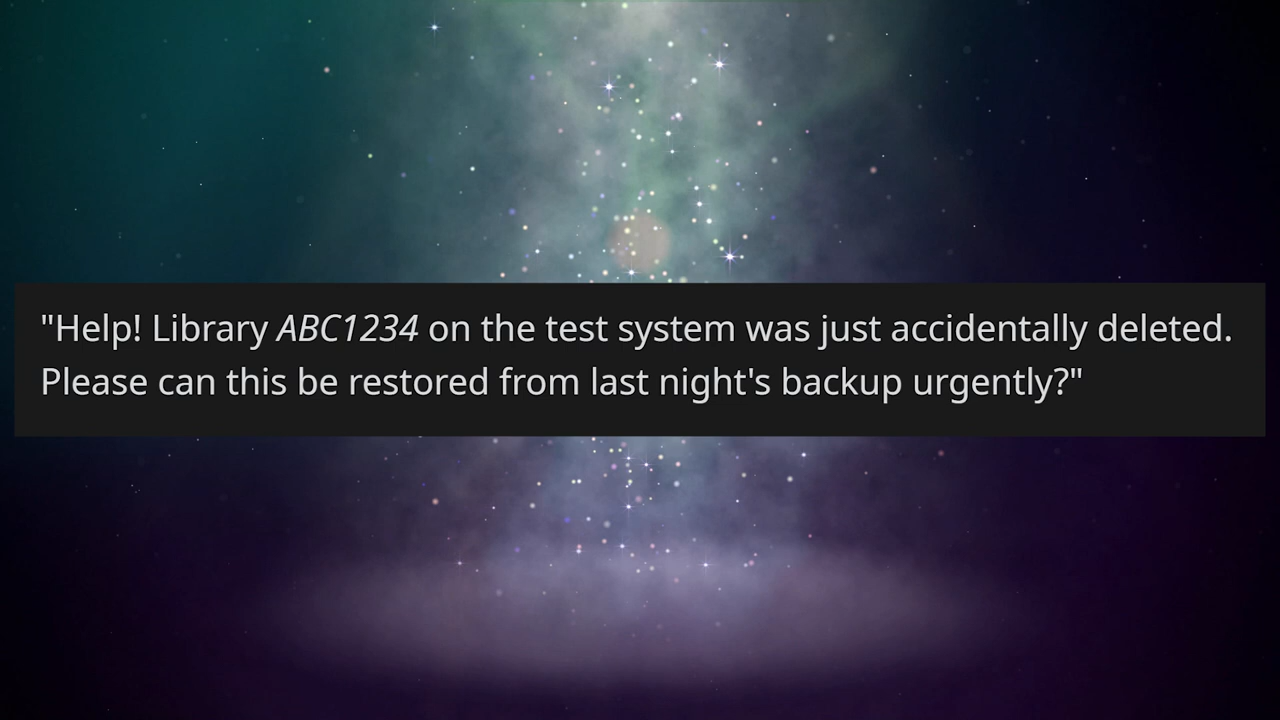 "Help! Library ABC1234 on the test system was just accidentally deleted.
Please can this be restored from last night's backup urgently?"